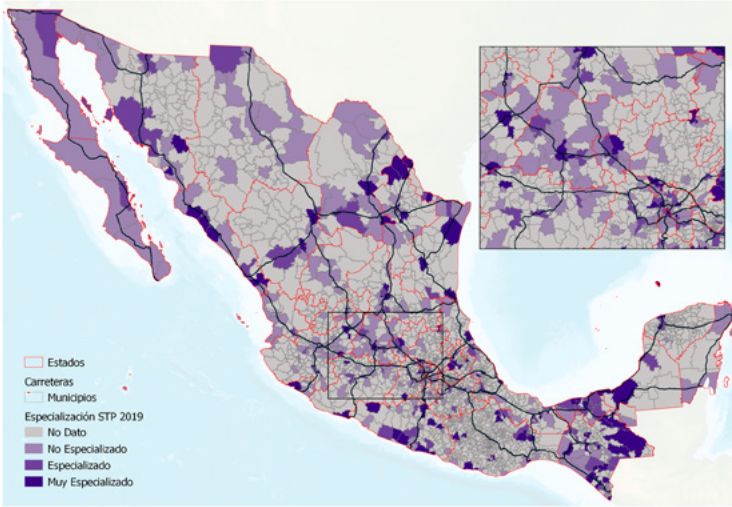 Estados
Carreteras
Municipios
Especialización STP 2019
No Dato
No Especializado
Especializado
Muy Especializado